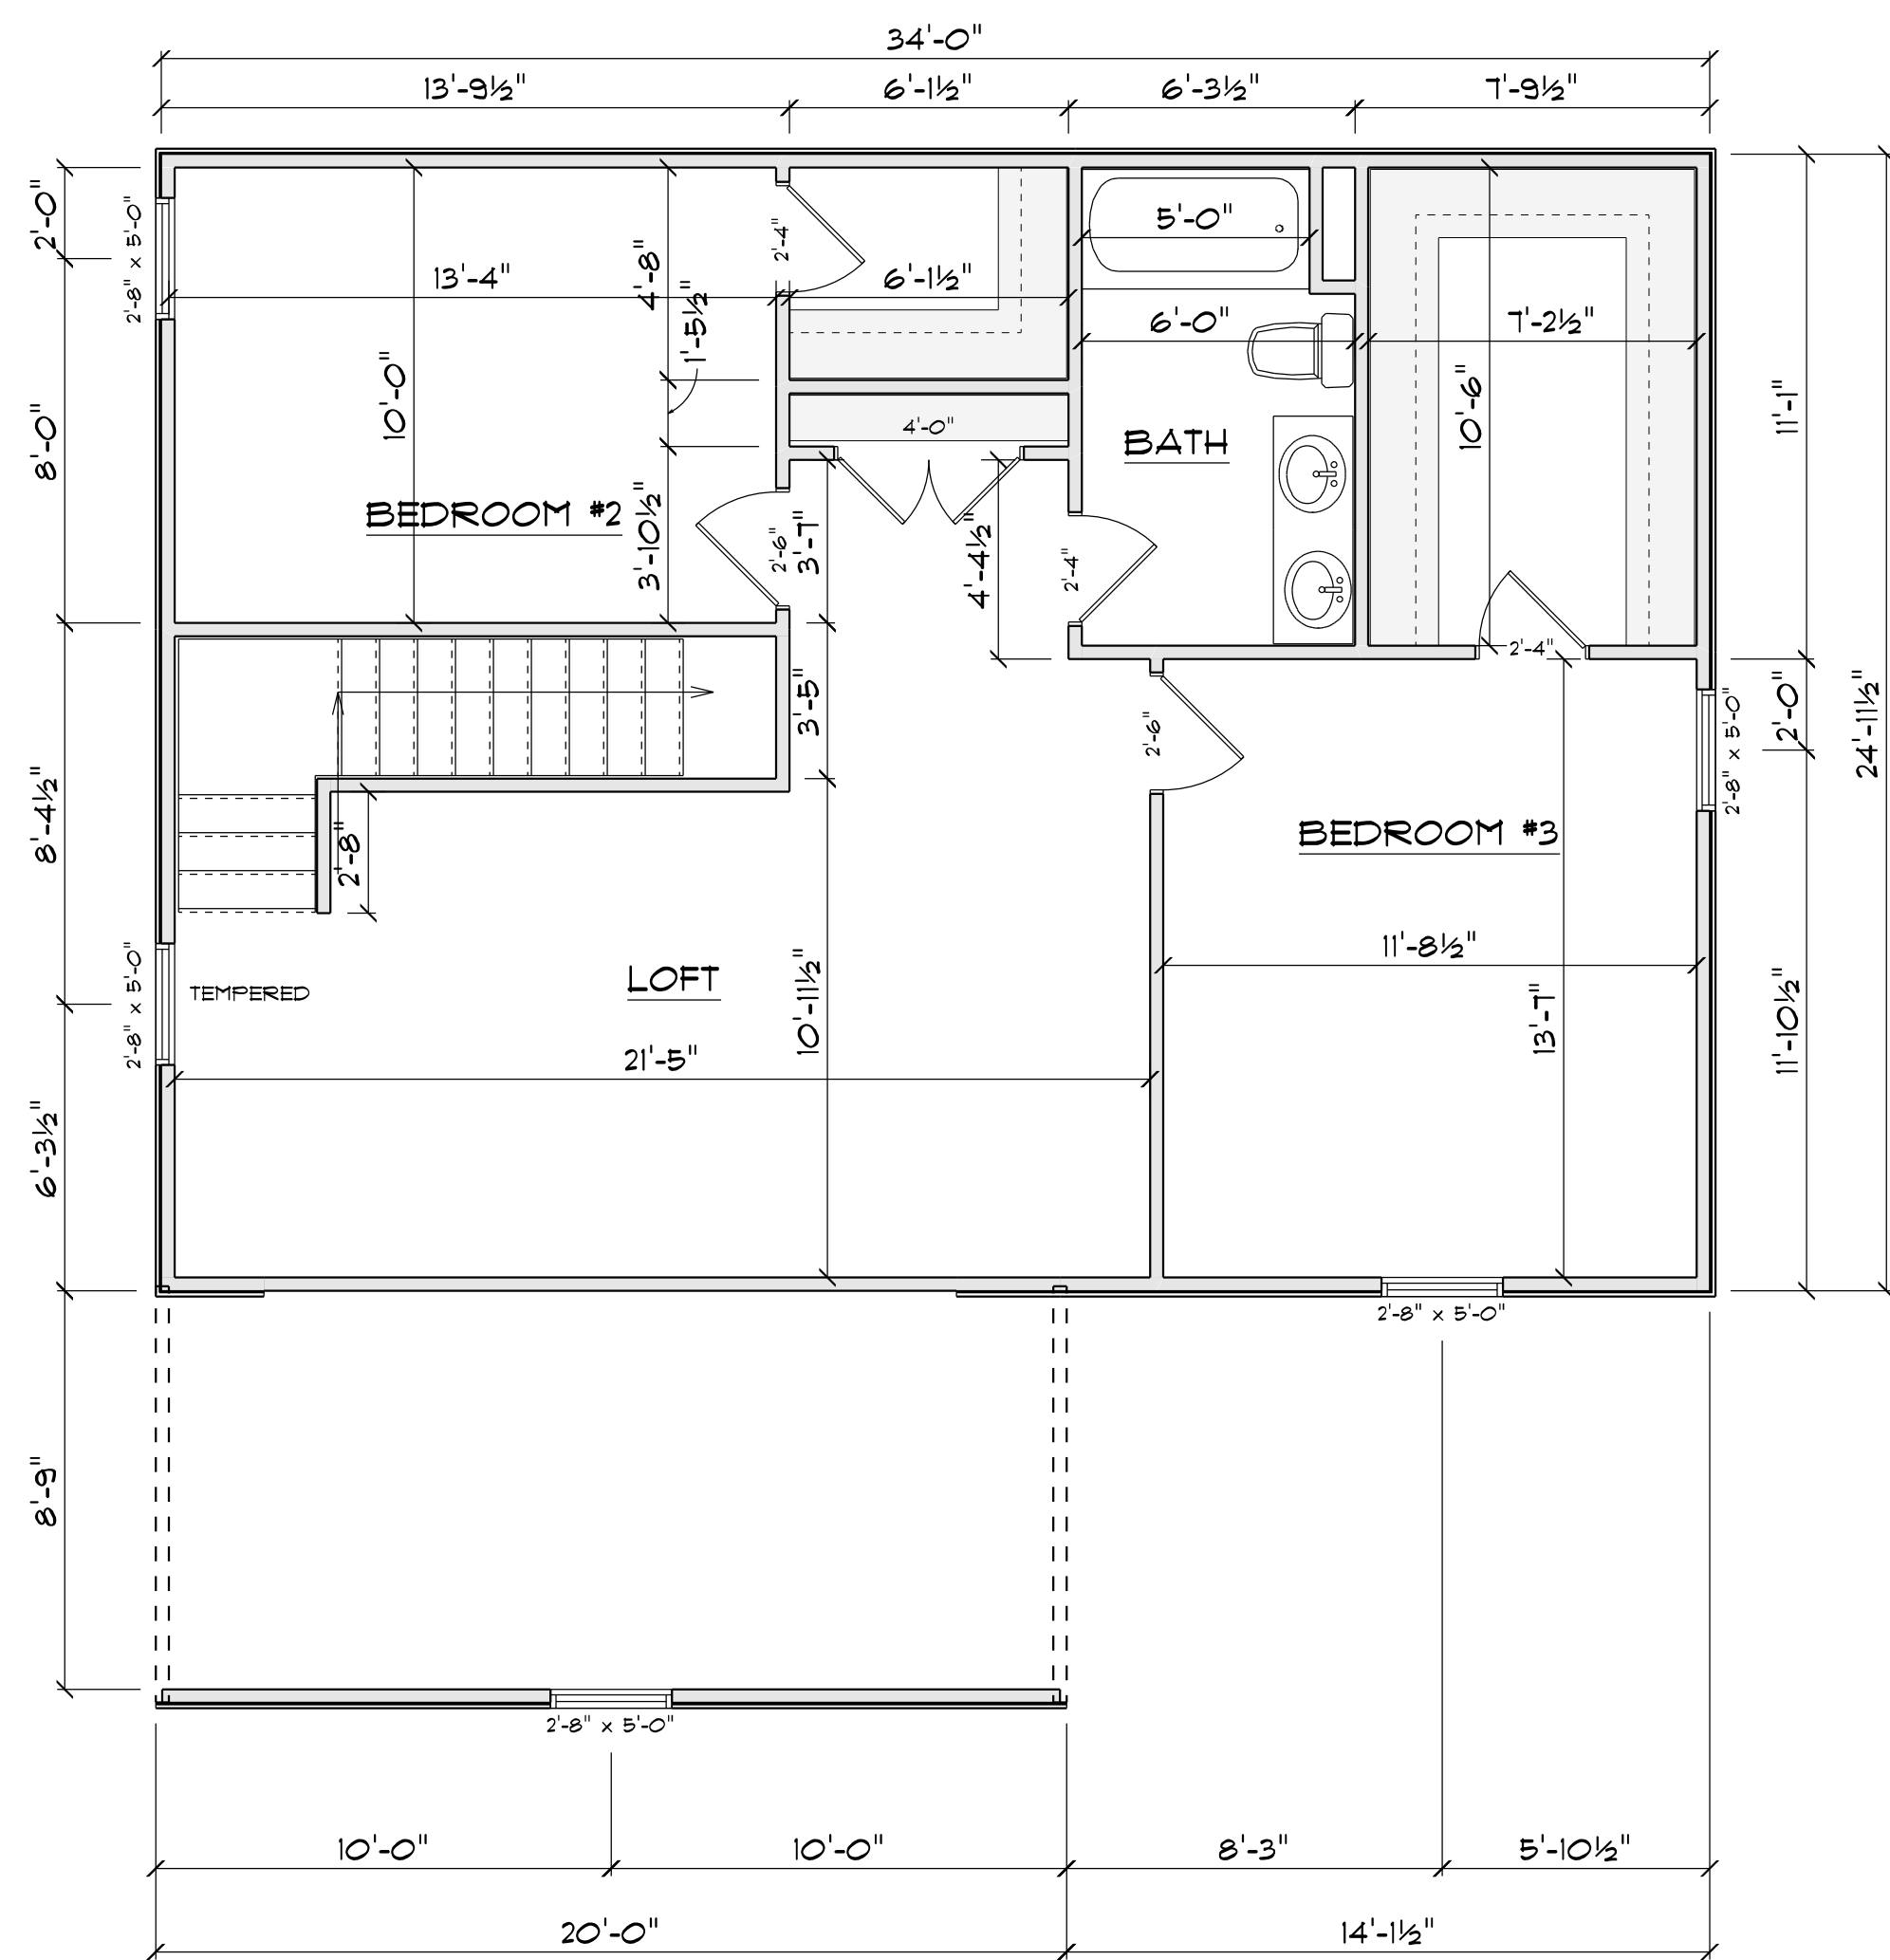 34'-0"
13'-9½" 6'-1½" 6'-3½" 7'-9½"
2'-0"
2'-8" x 5'-0"
2'-4"
5'-0"
13'-4"
4'-8"
6'-1½"
1'-5½"
6'-0"
7'-2½"
10'-0"
10'-6"
11'-1"
8'-0"
4'-0"
BATH
BEDROOM #2
3'-10½"
2'-6"
3'-7"
4'-4½"
2'-4"
2'-4"
3'-5"
2'-6"
2'-8" x 5'-0"
2'-0"
24'-11½"
8'-4½"
2'-8"
BEDROOM #3
11'-8½"
LOFT
TEMPERED
2'-8" x 5'-0"
10'-11½"
13'-7"
11'-10½"
21'-5"
6'-3½"
2'-8" x 5'-0"
8'-9"
2'-8" x 5'-0"
10'-0" 10'-0" 8'-3" 5'-10½"
20'-0" 14'-1½"